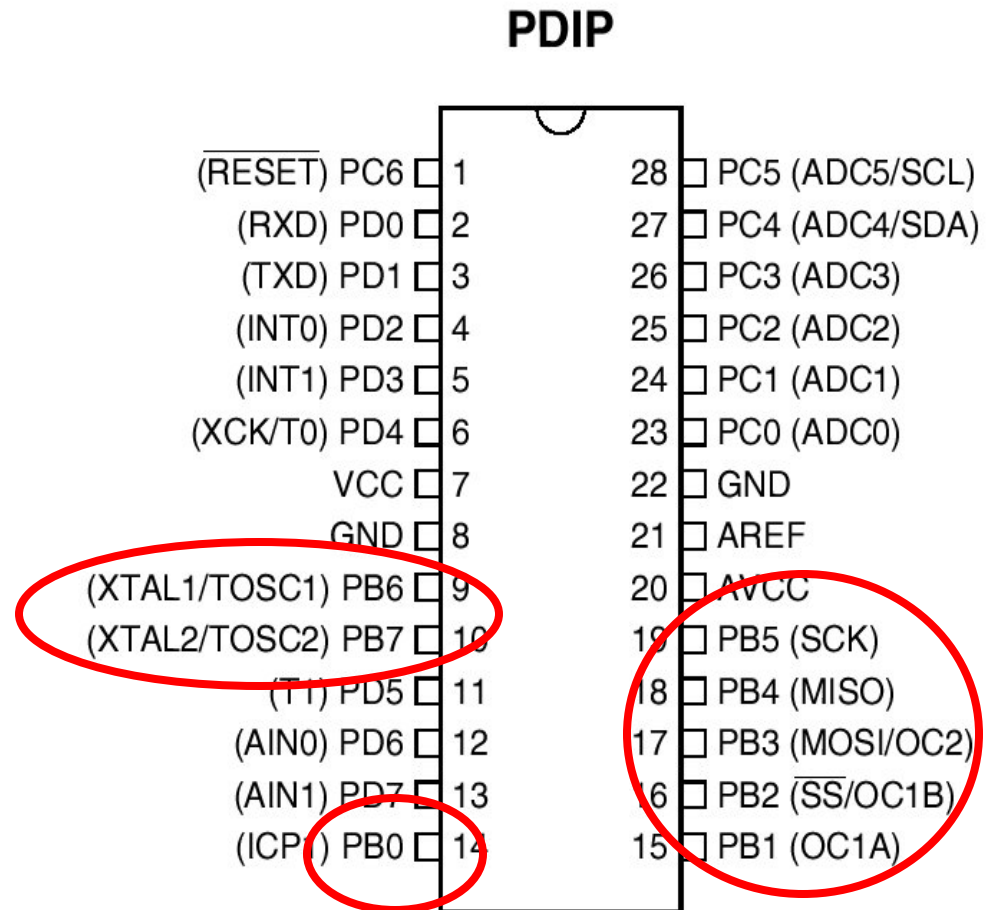 PDIP
(RESET) PC6 1 28 PC5 (ADC5/SCL)
(RXD) PD0 2 27 PC4 (ADC4/SDA)
(TXD) PD1 3 26 PC3 (ADC3)
(INT0) PD2 4 25 PC2 (ADC2)
(INT1) PD3 5 24 PC1 (ADC1)
(XCK/T0) PD4 6 23 PC0 (ADC0)
VCC 7 22 GND
GND 8 21 AREF
(XTAL1/TOSC1) PB6 9 20 AVCC
(XTAL2/TOSC2) PB7 10 19 PB5 (SCK)
(T1) PD5 11 18 PB4 (MISO)
(AIN0) PD6 12 17 PB3 (MOSI/OC2)
(AIN1) PD7 13 16 PB2 (SS/OC1B)
(ICP1) PB0 14 15 PB1 (OC1A)